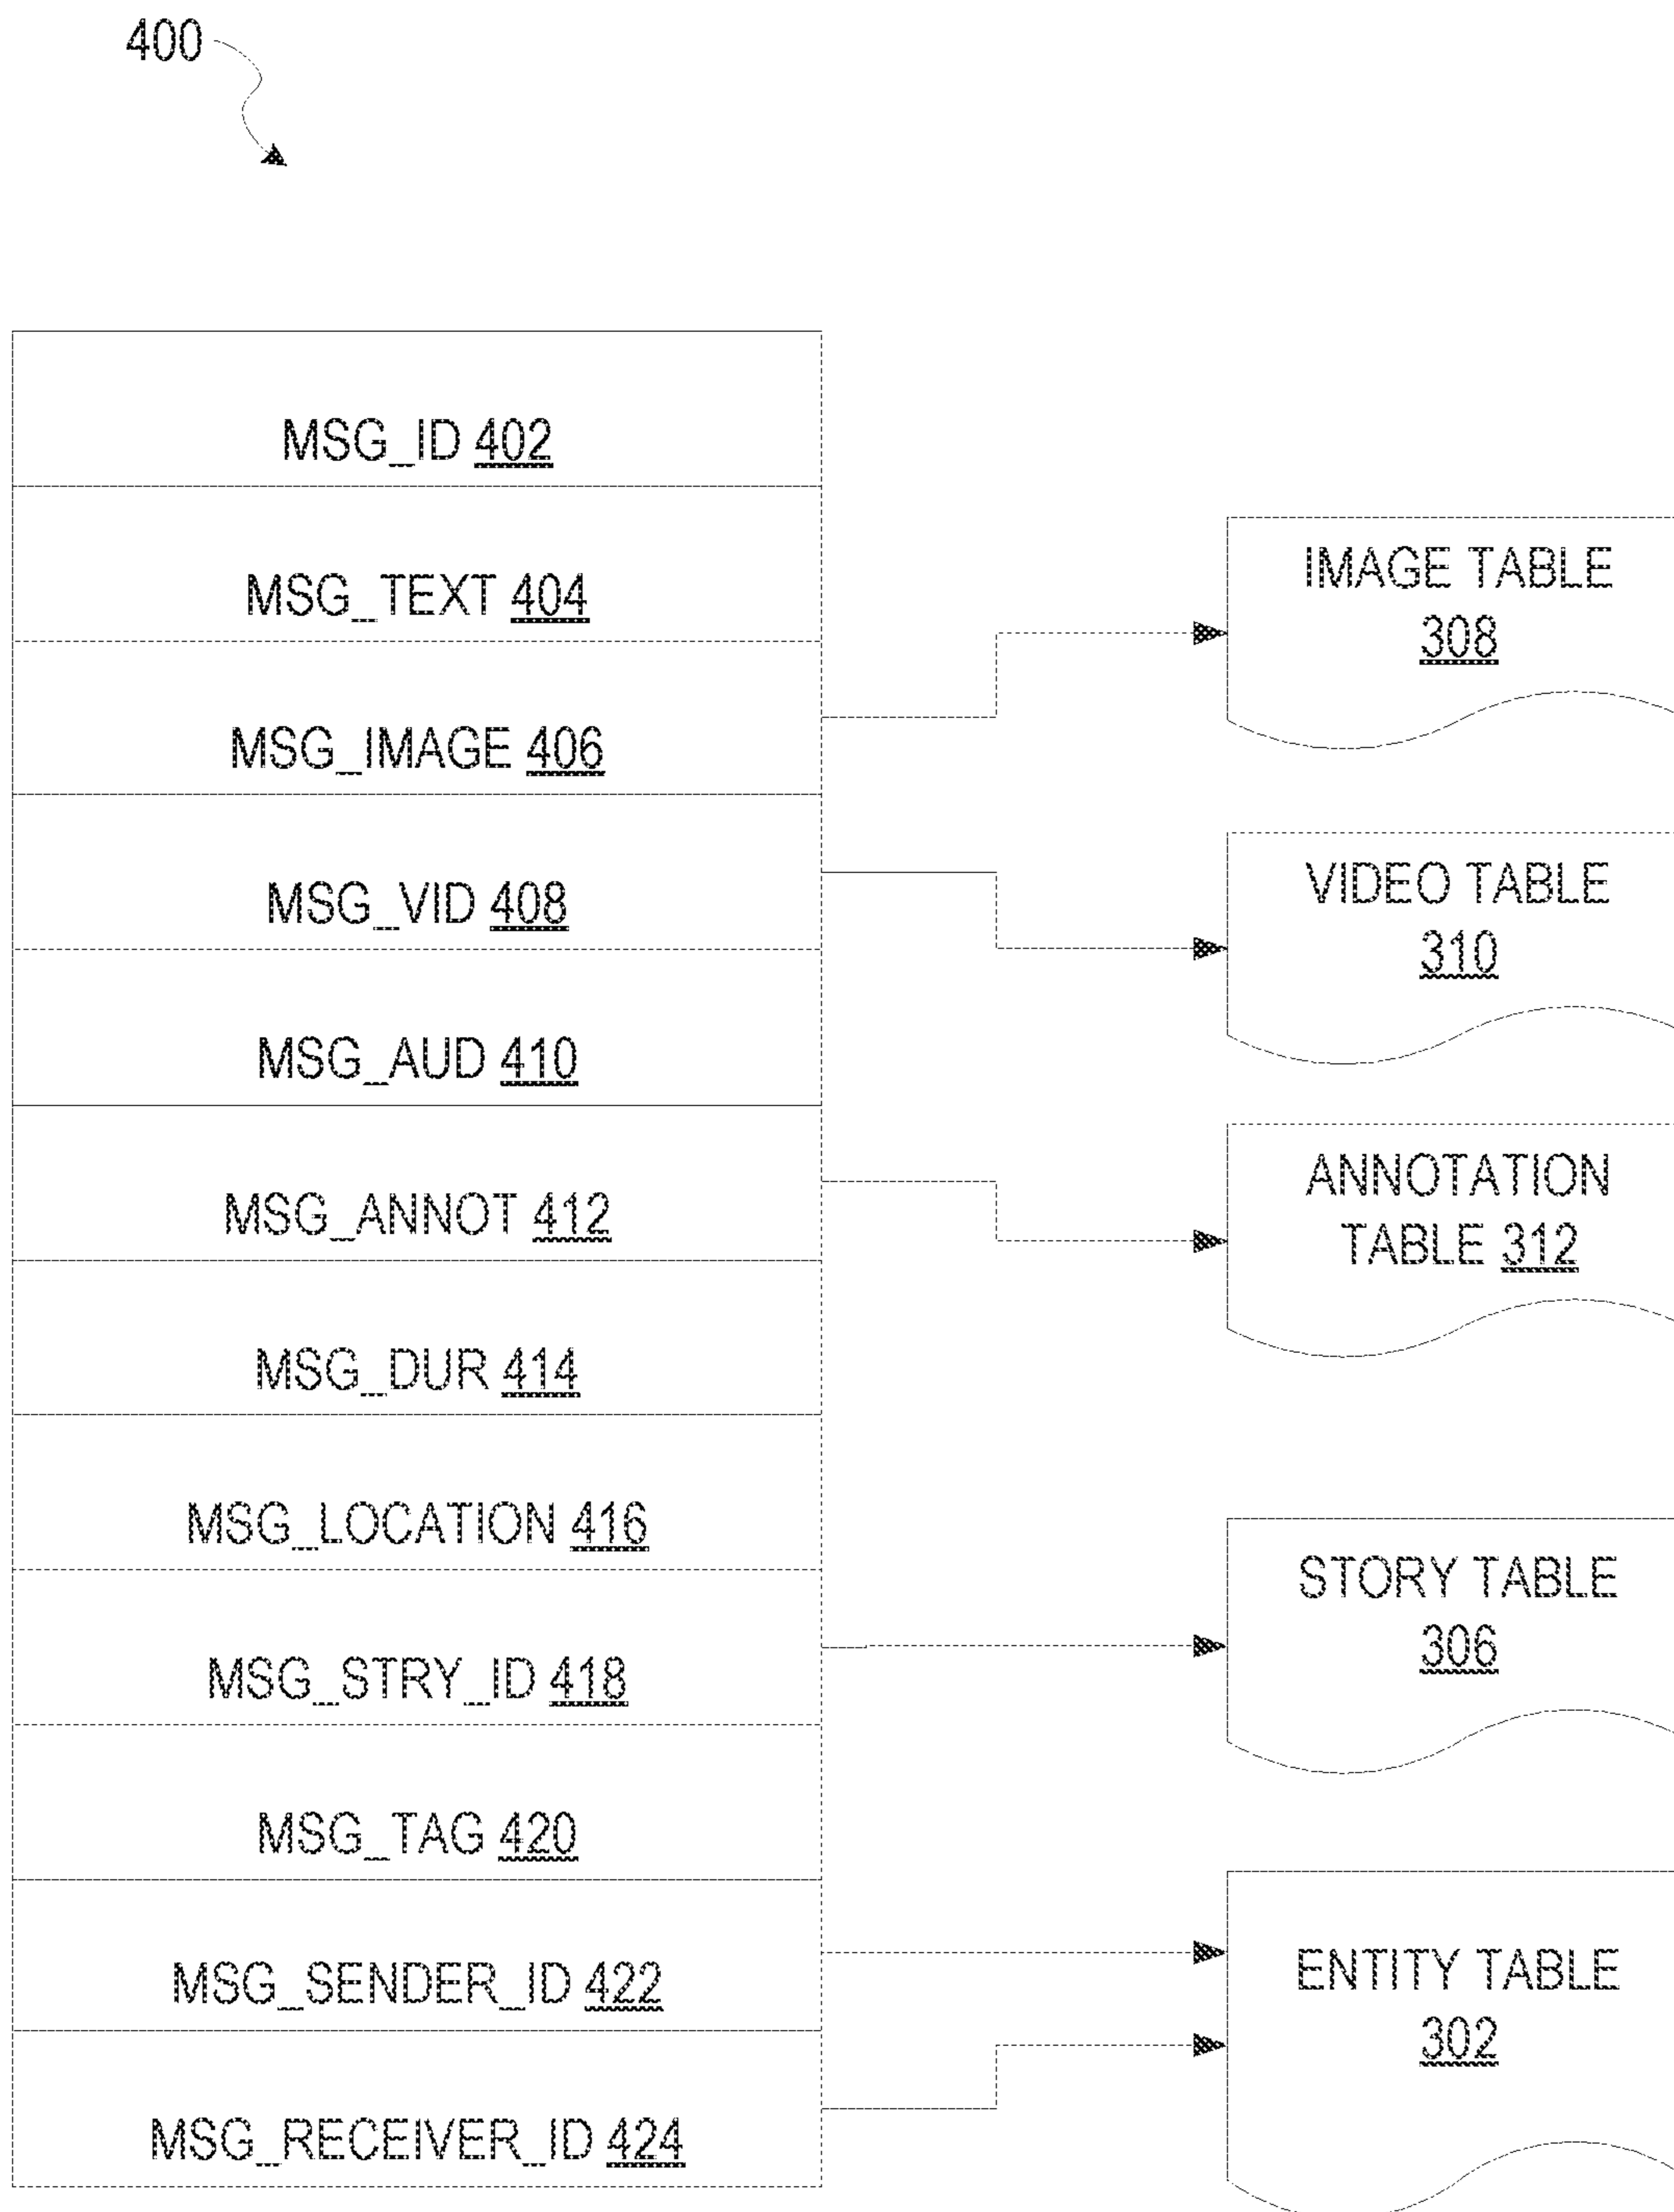 400
MSG_ID 402
MSG_TEXT 404
MSG_IMAGE 406
MSG_VID 408
MSG_AUD 410
MSG_ANNOT 412
MSG_DUR 414
MSG_LOCATION 416
MSG_STRY_ID 418
MSG_TAG 420
MSG_SENDER_ID 422
MSG_RECEIVER_ID 424
IMAGE TABLE
308
VIDEO TABLE
310
ANNOTATION
TABLE 312
STORY TABLE
306
ENTITY TABLE
302